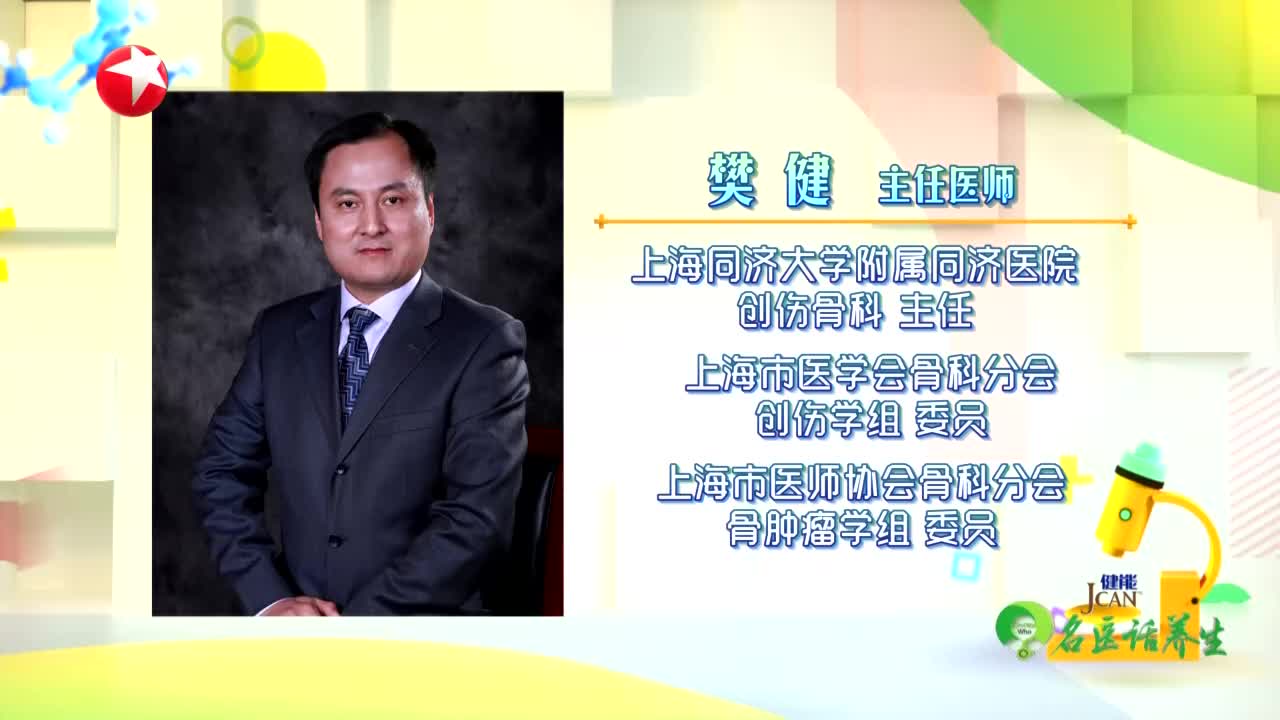 樊健 主任医师
上海同济大学附属同济医院
创伤骨科 主任
上海市医学会骨科分会
创伤学组 委员
上海市医师协会骨科分会
骨肿瘤学组 委员
健能
JCAN
Who
名医话养生